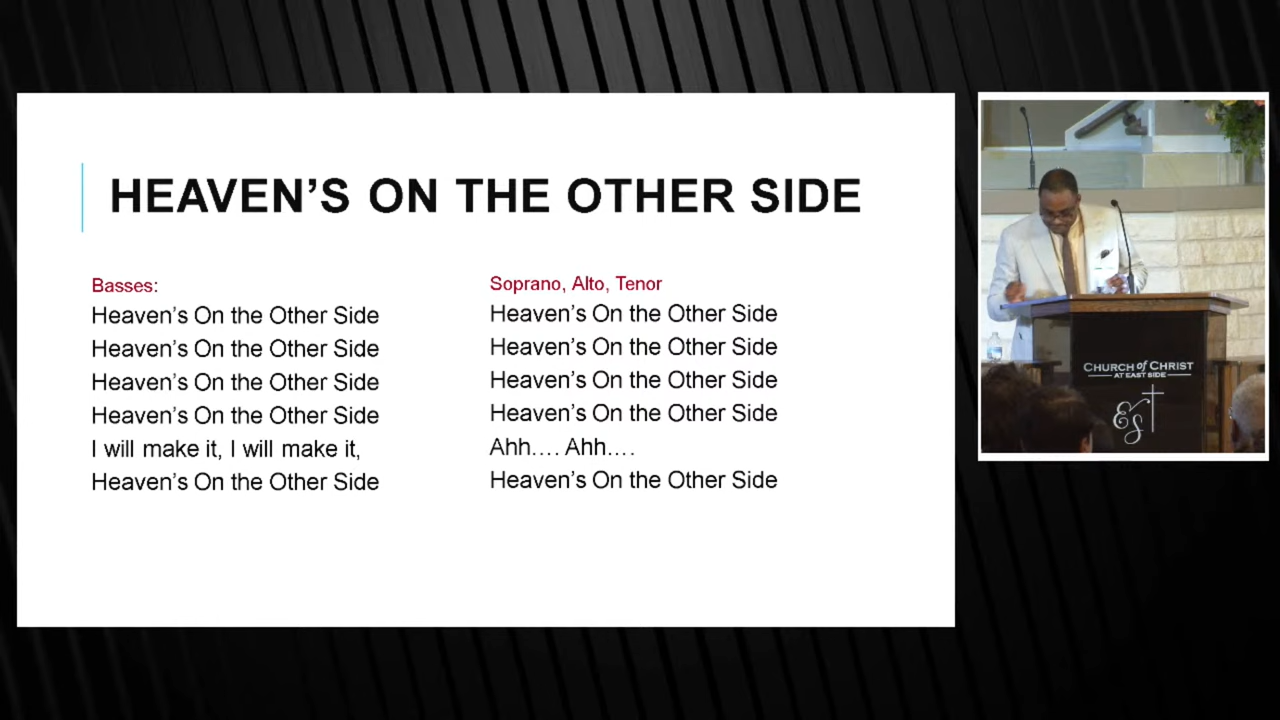 HEAVEN’S ON THE OTHER SIDE
Basses:
Heaven’s On the Other Side
Heaven’s On the Other Side
Heaven’s On the Other Side
Heaven’s On the Other Side
I will make it, I will make it,
Heaven’s On the Other Side
Soprano, Alto, Tenor
Heaven’s On the Other Side
Heaven’s On the Other Side
Heaven’s On the Other Side
Heaven’s On the Other Side
Ahh…. Ahh….
Heaven’s On the Other Side
CHURCH of CHRIST
AT EAST SIDE